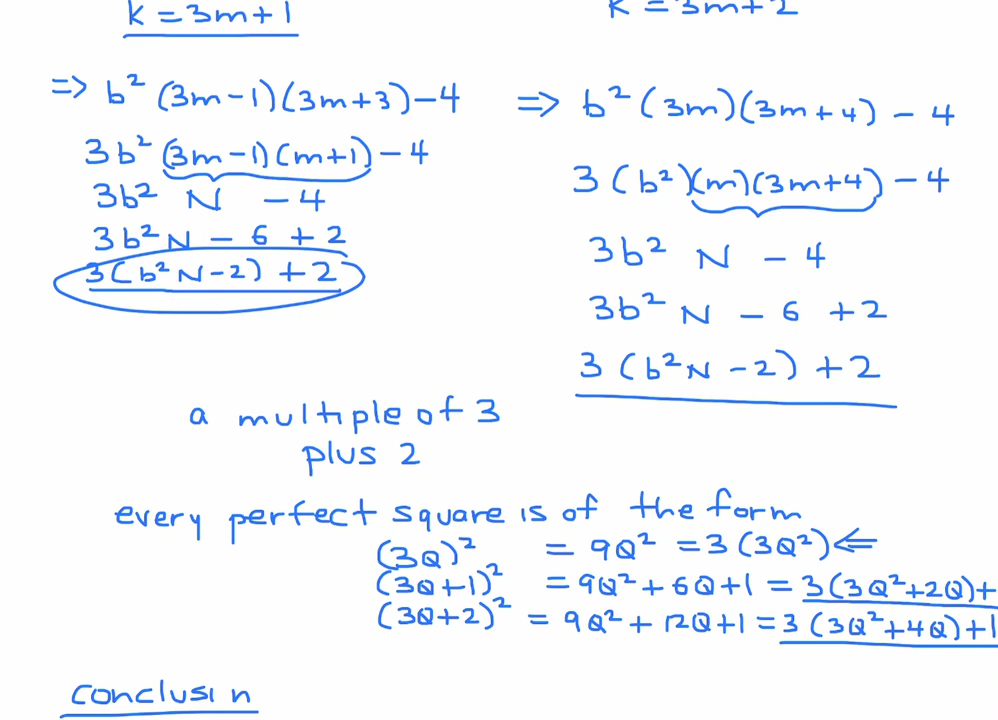 k = 3m+1
⇒ b² (3m-1)(3m+3)-4
3b² (3m-1)(m+1)-4
3b² N - 4
3b²N - 6 + 2
3(b²N-2) + 2
k = 3m+2
⇒ b² (3m)(3m+4) - 4
3 (b²)(m)(3m+4) - 4
3b² N - 4
3b² N - 6 + 2
3 (b²N - 2) + 2
a multiple of 3
plus 2
every perfect square is of the form
(3Q)² = 9Q² = 3(3Q²) ⇐
(3Q+1)² = 9Q² + 6Q+1 = 3(3Q²+2Q)+
(3Q+2)² = 9Q² + 12Q+1 = 3(3Q²+4Q)+1
conclusi n